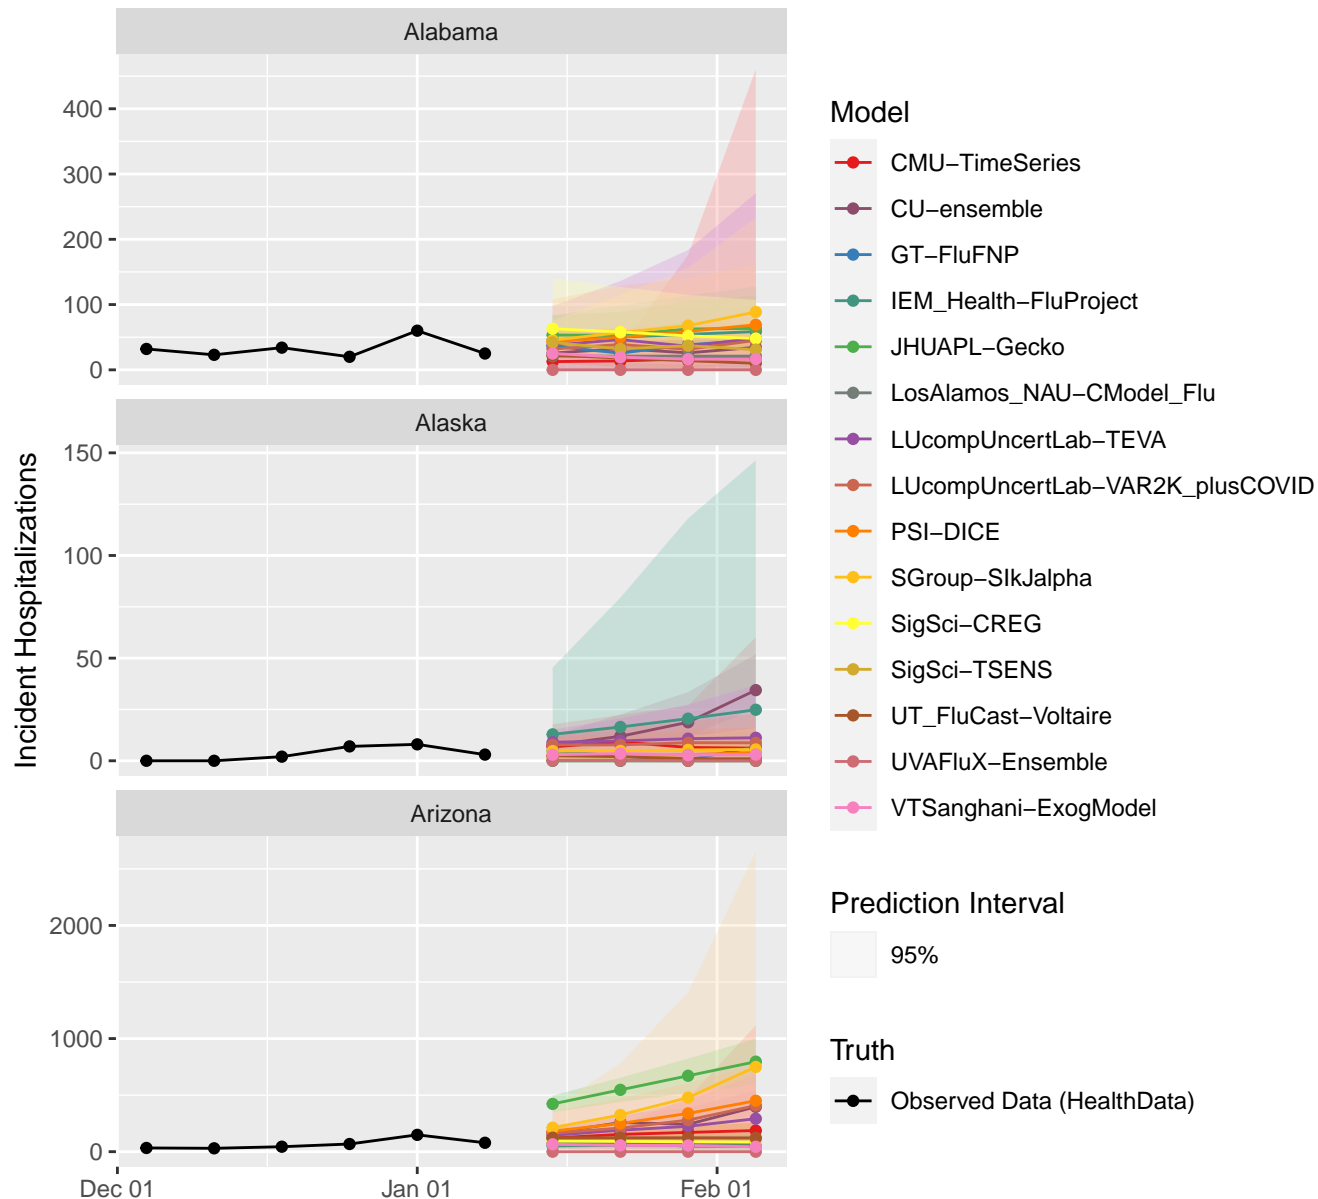 Alabama
400
300
200
100
0
Alaska
150
100
50
0
Arizona
2000
1000
0
Dec 01
Jan 01
Feb 01
Incident Hospitalizations
Model
CMU−TimeSeries
CU−ensemble
GT−FluFNP
IEM_Health−FluProject
JHUAPL−Gecko
LosAlamos_NAU−CModel_Flu
LUcompUncertLab−TEVA
LUcompUncertLab−VAR2K_plusCOVID
PSI−DICE
SGroup−SIkJalpha
SigSci−CREG
SigSci−TSENS
UT_FluCast−Voltaire
UVAFluX−Ensemble
VTSanghani−ExogModel
Prediction Interval
95%
Truth
Observed Data (HealthData)